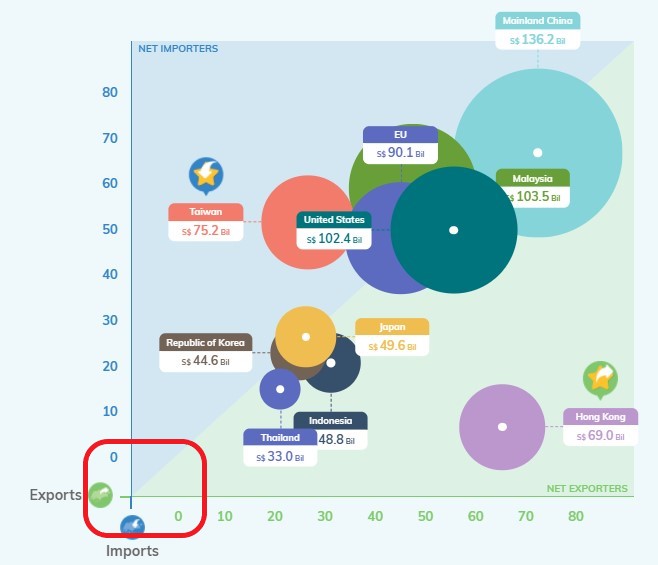 Mainland China
S$ 136.2 Bil
NET IMPORTERS
80
70
60
50
40
30
20
10
0
EU
S$ 90.1 Bil
Malaysia
S$ 103.5 Bil
Taiwan
S$ 75.2 Bil
United States
S$ 102.4 Bil
Japan
S$ 49.6 Bil
Republic of Korea
S$ 44.6 Bil
Indonesia
48.8 Bil
Thailand
S$ 33.0 Bil
Hong Kong
S$ 69.0 Bil
NET EXPORTERS
Exports
0 10 20 30 40 50 60 70 80
Imports